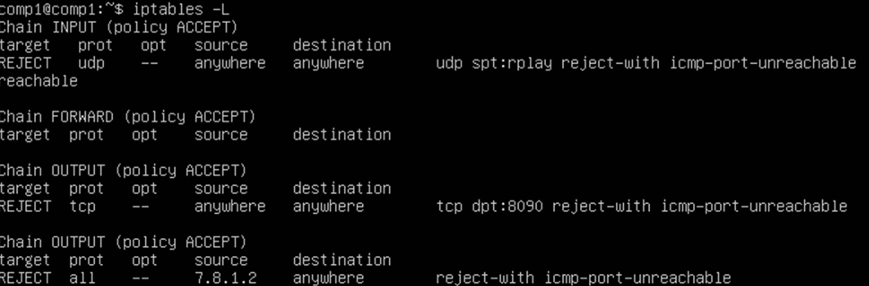 comp1@comp1:~$ iptables -L
Chain INPUT (policy ACCEPT)
target prot opt source destination
REJECT udp -- anywhere anywhere udp spt:rplay reject-with icmp-port-unreachable
reachable
Chain FORWARD (policy ACCEPT)
target prot opt source destination
Chain OUTPUT (policy ACCEPT)
target prot opt source destination
REJECT tcp -- anywhere anywhere tcp dpt:8090 reject-with icmp-port-unreachable
Chain OUTPUT (policy ACCEPT)
target prot opt source destination
REJECT all -- 7.8.1.2 anywhere reject-with icmp-port-unreachable